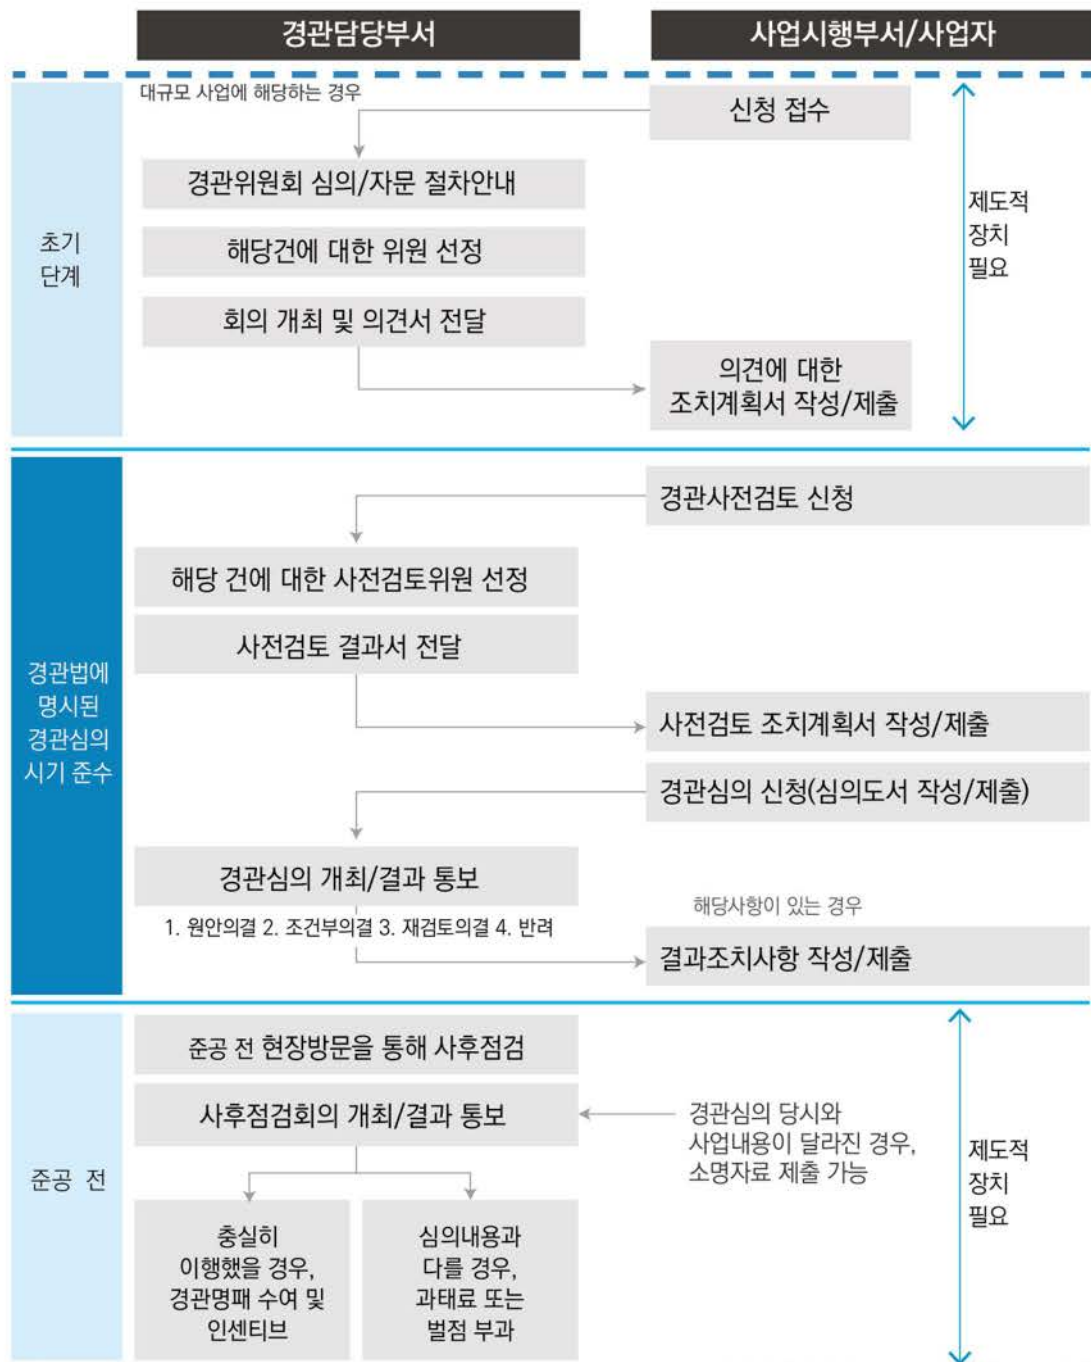 경관담당부서
사업시행부서/사업자
대규모 사업에 해당하는 경우
신청 접수
경관위원회 심의/자문 절차안내
해당건에 대한 위원 선정
회의 개최 및 의견서 전달
의견에 대한
조치계획서 작성/제출
초기
단계
제도적
장치
필요
경관사전검토 신청
해당 건에 대한 사전검토위원 선정
사전검토 결과서 전달
사전검토 조치계획서 작성/제출
경관심의 신청(심의도서 작성/제출)
경관심의 개최/결과 통보
1. 원안의결 2. 조건부의결 3. 재검토의결 4. 반려
해당사항이 있는 경우
결과조치사항 작성/제출
경관법에
명시된
경관심의
시기 준수
준공 전 현장방문을 통해 사후점검
사후점검회의 개최/결과 통보
경관심의 당시와
사업내용이 달라진 경우,
소명자료 제출 가능
충실히
이행했을 경우,
경관명패 수여 및
인센티브
심의내용과
다를 경우,
과태료 또는
벌점 부과
준공 전
제도적
장치
필요